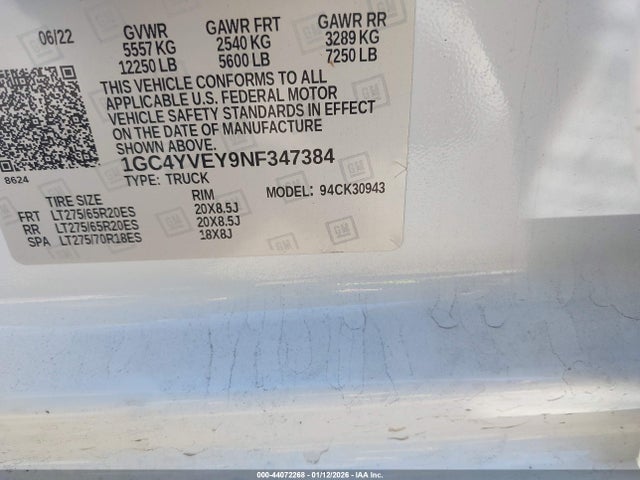 06/22 GVWR GAWR FRT GAWR RR
5557 KG 2540 KG 3289 KG
12250 LB 5600 LB 7250 LB
THIS VEHICLE CONFORMS TO ALL
APPLICABLE U.S. FEDERAL MOTOR
VEHICLE SAFETY STANDARDS IN EFFECT
ON THE DATE OF MANUFACTURE
SHOWN ABOVE.
1GC4YVEY9NF347384
8624 TYPE: TRUCK MODEL: 94CK30943
TIRE SIZE RIM
FRT LT275/65R20ES 20X8.5J
RR LT275/65R20ES 20X8.5J
SPA LT275/70R18ES 18X8J
GM
000-44072268 - 01/12/2026 - IAA Inc.